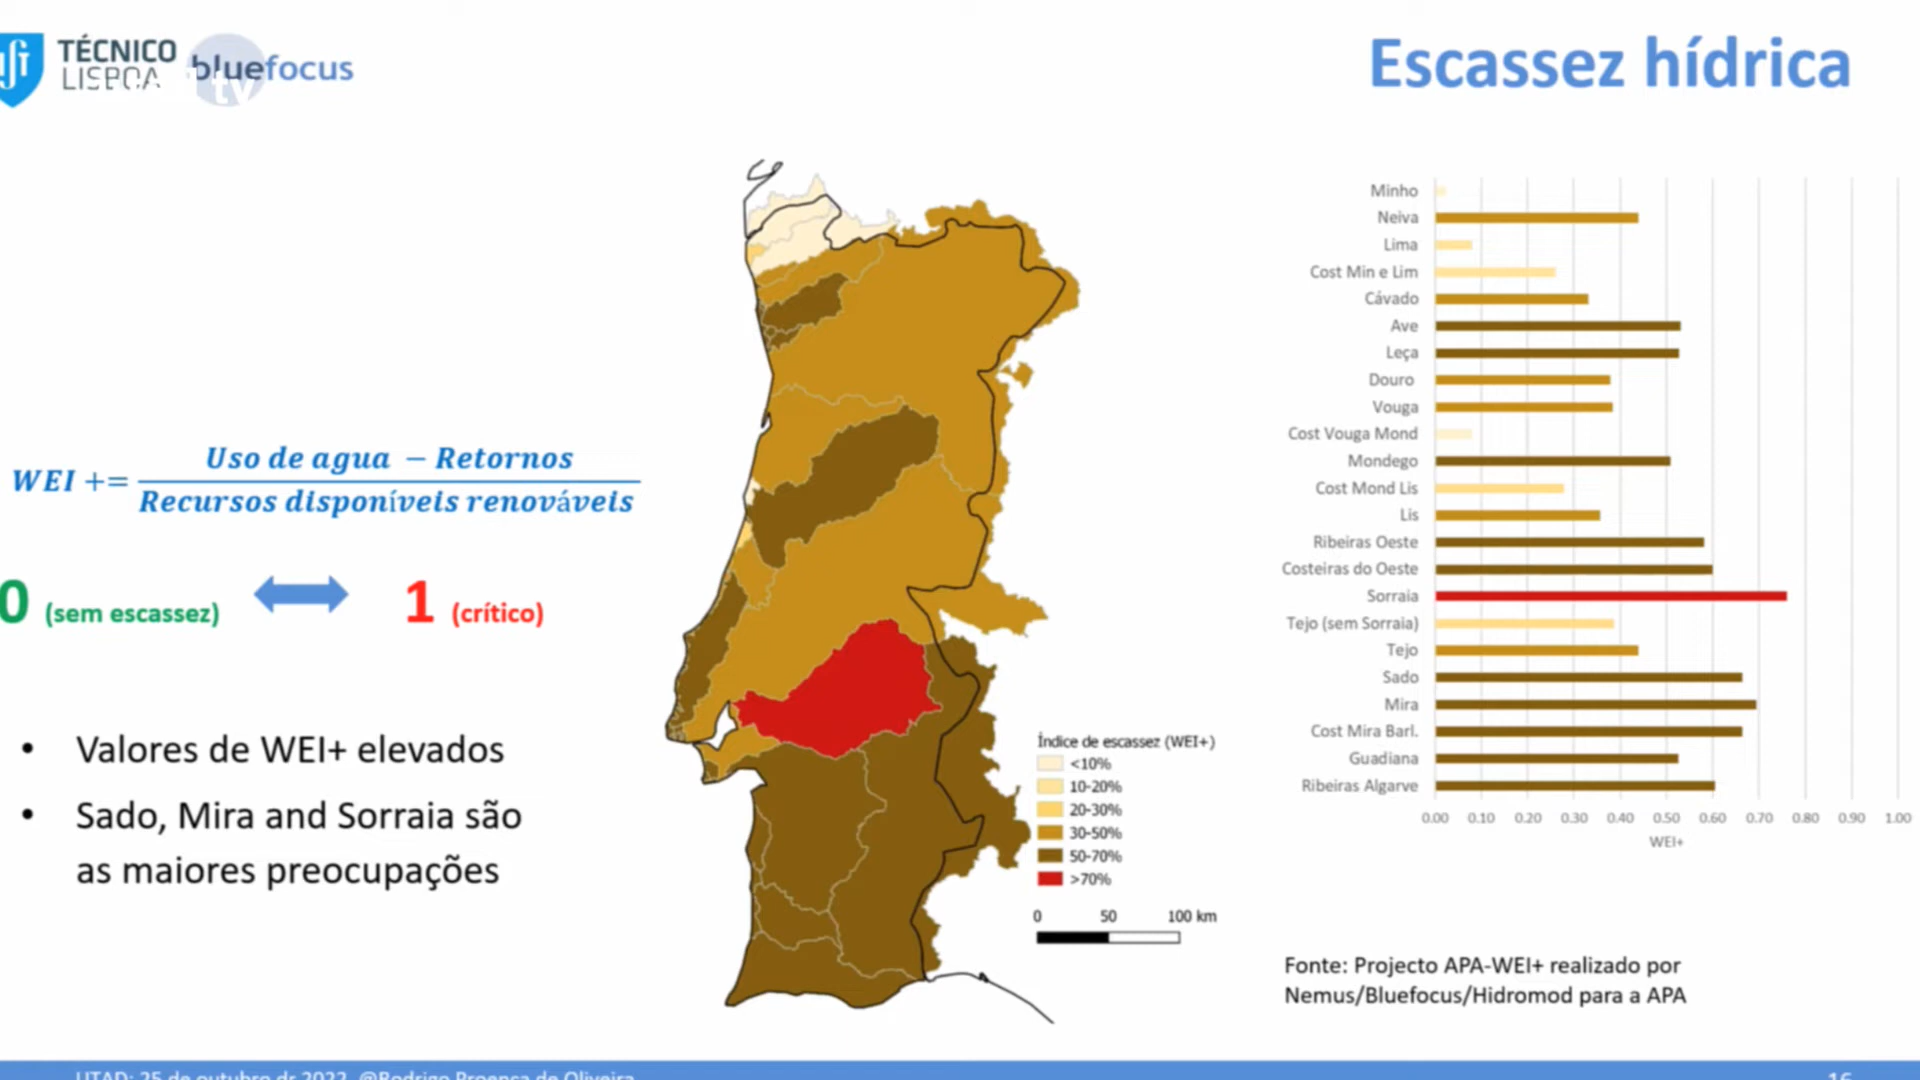 TÉCNICO
LISBOA
bluefocus
tv
Escassez hídrica
WEI += Uso de agua − Retornos
Recursos disponíveis renováveis
0 (sem escassez)
1 (crítico)
• Valores de WEI+ elevados
• Sado, Mira and Sorraia são
as maiores preocupações
Índice de escassez (WEI+)
<10%
10-20%
20-30%
30-50%
50-70%
>70%
0 50 100 km
Minho
Neiva
Lima
Cost Min e Lim
Cávado
Ave
Leça
Douro
Vouga
Cost Vouga Mond
Mondego
Cost Mond Lis
Lis
Ribeiras Oeste
Costeiras do Oeste
Sorraia
Tejo (sem Sorraia)
Tejo
Sado
Mira
Cost Mira Barl.
Guadiana
Ribeiras Algarve
0.00 0.10 0.20 0.30 0.40 0.50 0.60 0.70 0.80 0.90 1.00
WEI+
Fonte: Projecto APA-WEI+ realizado por
Nemus/Bluefocus/Hidromod para a APA
UTAD: 25 de outubro dr 2022, @Rodrigo Proença de Oliveira
16